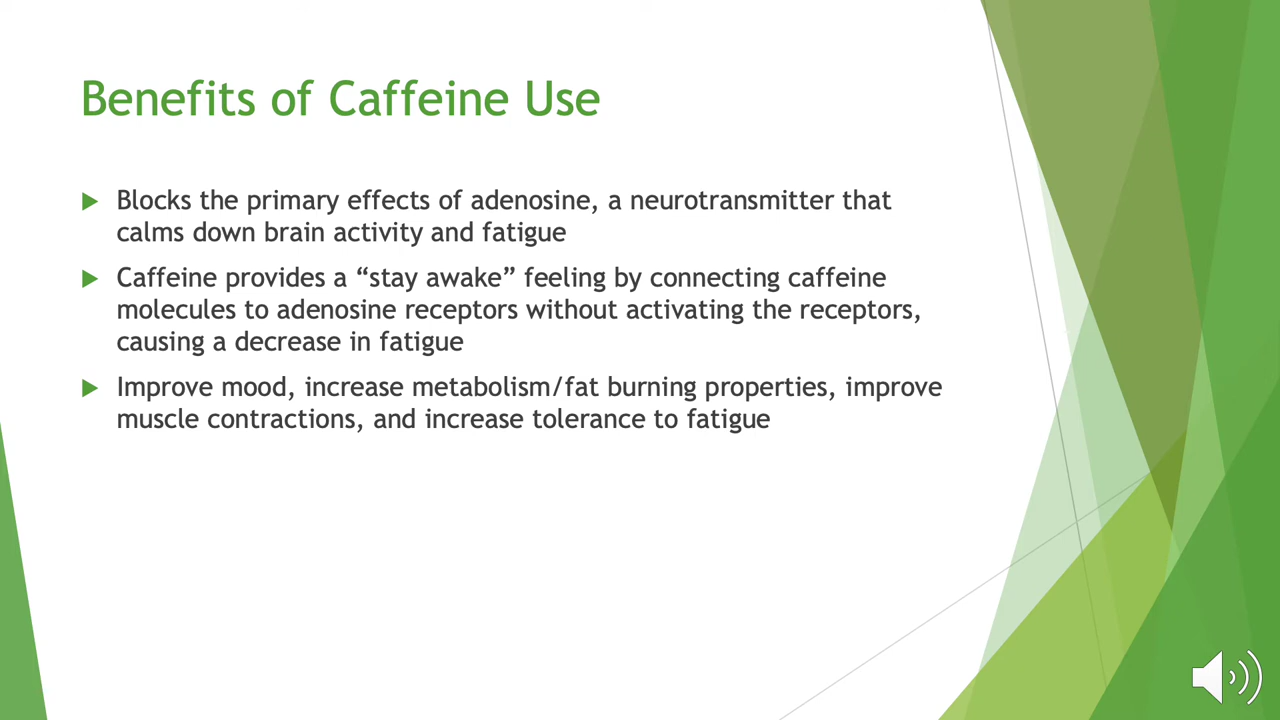 Benefits of Caffeine Use
Blocks the primary effects of adenosine, a neurotransmitter that
calms down brain activity and fatigue
Caffeine provides a “stay awake” feeling by connecting caffeine
molecules to adenosine receptors without activating the receptors,
causing a decrease in fatigue
Improve mood, increase metabolism/fat burning properties, improve
muscle contractions, and increase tolerance to fatigue